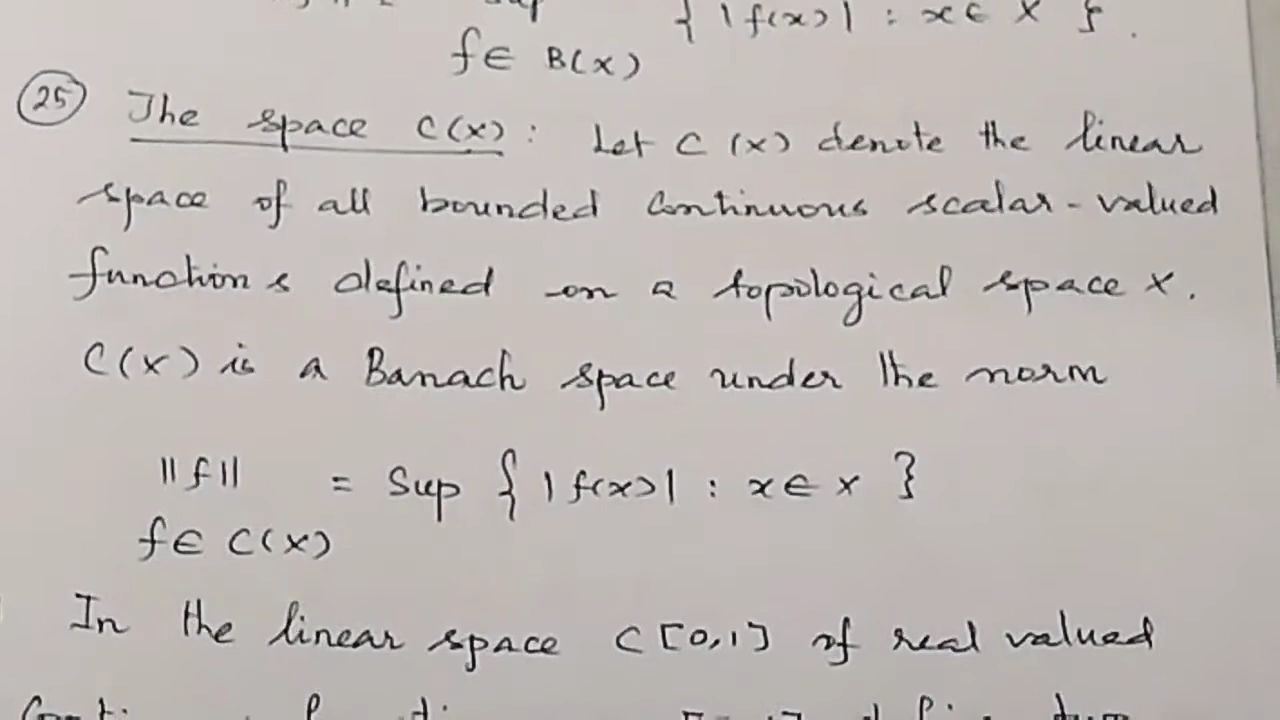 Sup { |f(x)| : x ∈ X }.
f ∈ B(X)
(25) The space C(X) : Let C (X) denote the linear
space of all bounded continuous scalar-valued
functions defined on a topological space X.
C(X) is a Banach space under the norm
||f|| = Sup { |f(x)| : x ∈ X }
f ∈ C(X)
In the linear space C[0,1] of real valued